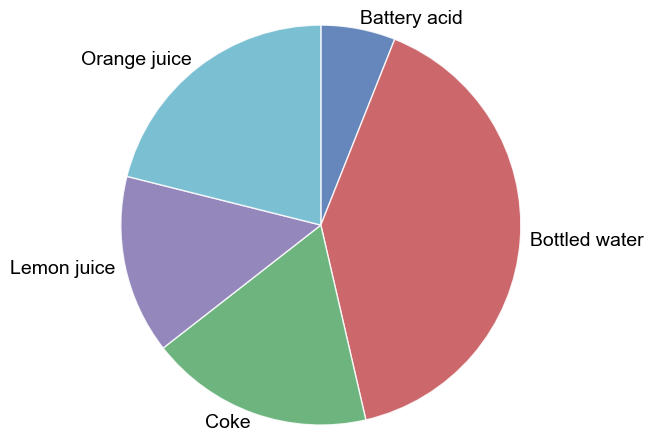 Battery acid
Orange juice
Bottled water
Lemon juice
Coke